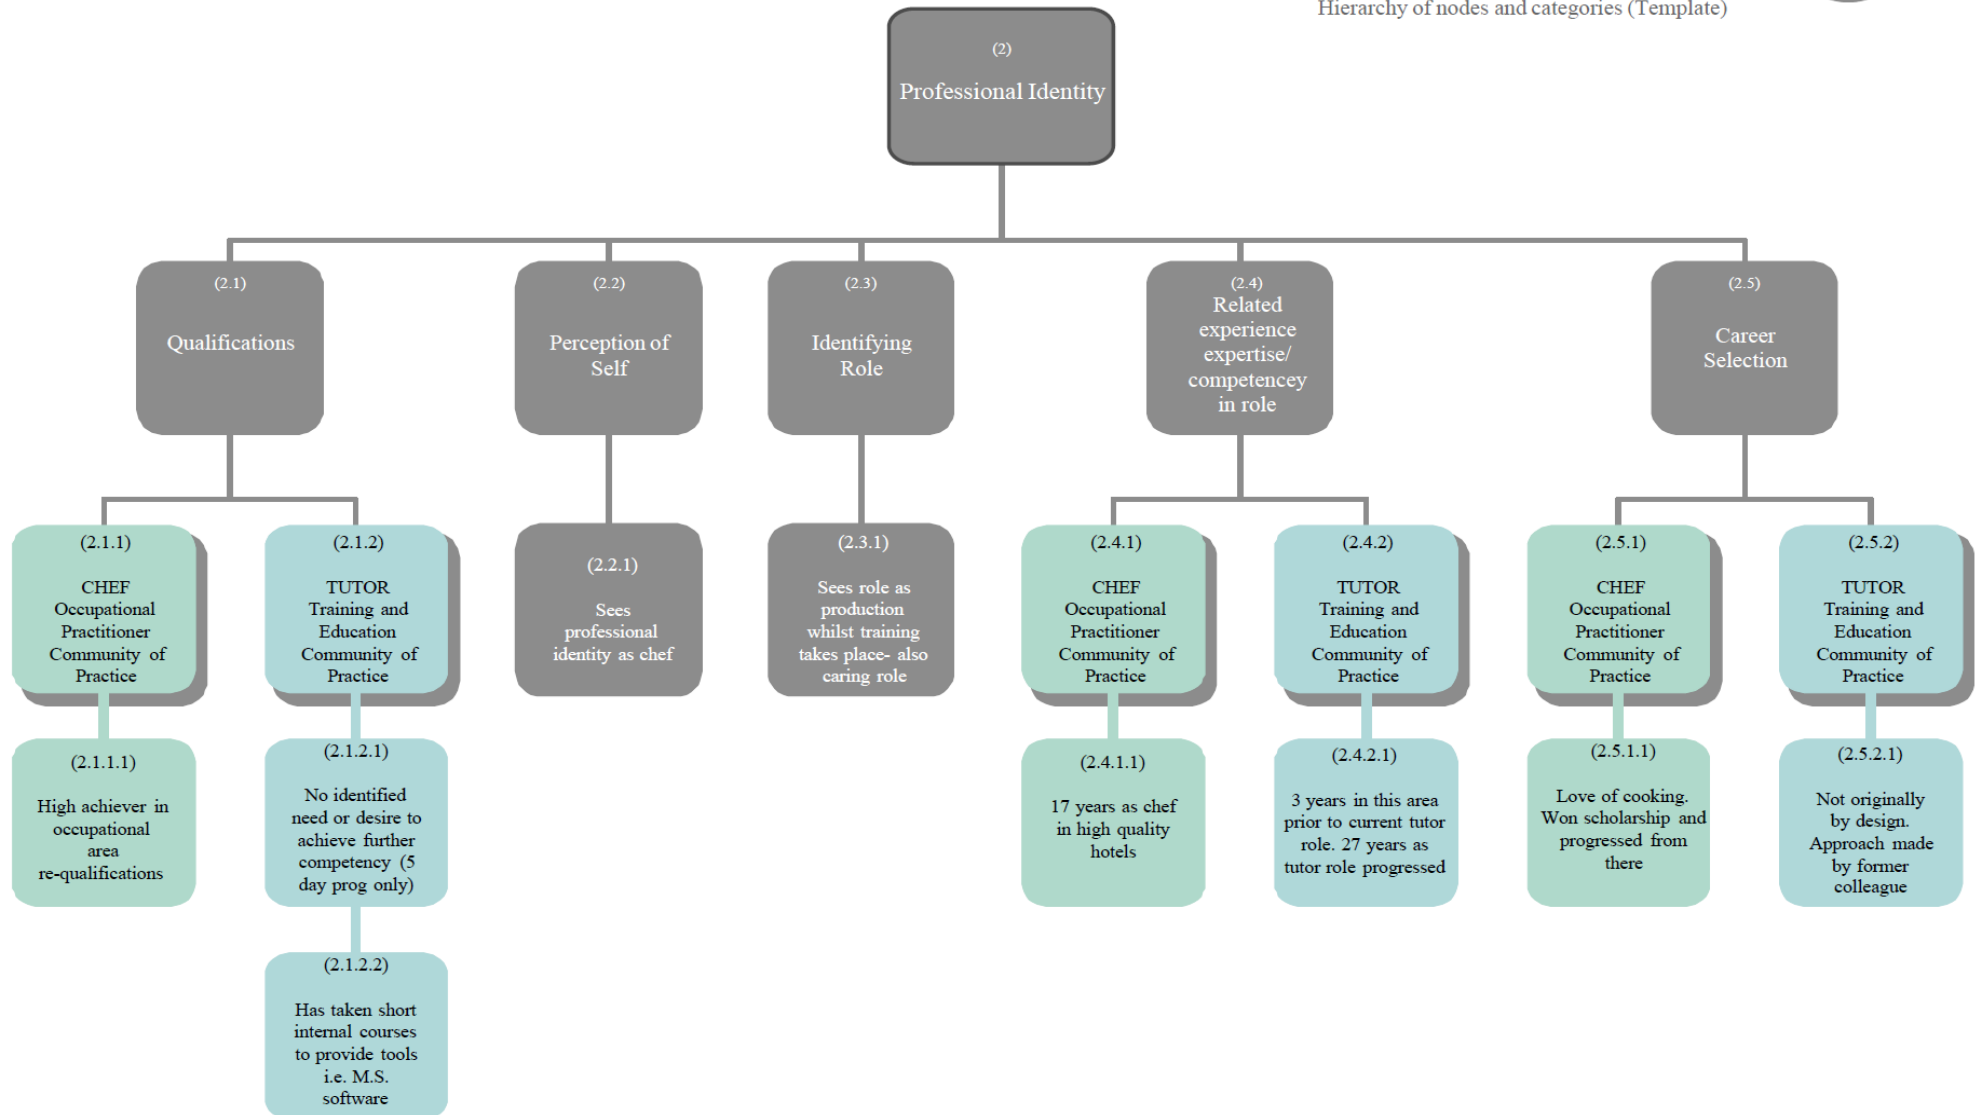 Hierarchy of nodes and categories (Template)
(2)
Professional Identity
(2.1)
Qualifications
(2.2)
Perception of
Self
(2.3)
Identifying
Role
(2.4)
Related
experience
expertise/
competencey
in role
(2.5)
Career
Selection
(2.1.1)
CHEF
Occupational
Practitioner
Community of
Practice
(2.1.2)
TUTOR
Training and
Education
Community of
Practice
(2.2.1)
Sees
professional
identity as chef
(2.3.1)
Sees role as
production
whilst training
takes place- also
caring role
(2.4.1)
CHEF
Occupational
Practitioner
Community of
Practice
(2.4.2)
TUTOR
Training and
Education
Community of
Practice
(2.5.1)
CHEF
Occupational
Practitioner
Community of
Practice
(2.5.2)
TUTOR
Training and
Education
Community of
Practice
(2.1.1.1)
High achiever in
occupational
area
re-qualifications
(2.1.2.1)
No identified
need or desire to
achieve further
competency (5
day prog only)
(2.4.1.1)
17 years as chef
in high quality
hotels
(2.4.2.1)
3 years in this area
prior to current tutor
role. 27 years as
tutor role progressed
(2.5.1.1)
Love of cooking.
Won scholarship and
progressed from
there
(2.5.2.1)
Not originally
by design.
Approach made
by former
colleague
(2.1.2.2)
Has taken short
internal courses
to provide tools
i.e. M.S.
software